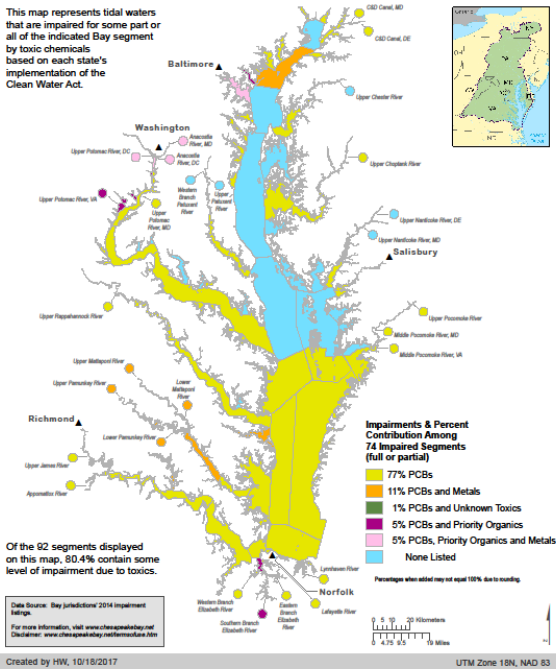 This map represents tidal waters
that are impaired for some part or
all of the indicated Bay segment
by toxic chemicals
based on each state's
implementation of the
Clean Water Act.
C&D Canal, MD
C&D Canal, DE
Baltimore
Upper Chester River
Washington
Anacostia
River, MD
Upper Potomac River, DC
Anacostia
River, DC
Upper Choptank River
Western
Branch
Patuxent
River
Upper
Patuxent
River
Upper Potomac River, VA
Upper
Potomac
River, MD
Upper Nanticoke River, DE
Upper Nanticoke River, MD
Salisbury
Upper Rappahannock River
Upper Pocomoke River
Middle Pocomoke River, MD
Middle Pocomoke River, VA
Upper Mattaponi River
Upper Pamunkey River
Lower
Mattaponi
River
Richmond
Lower Pamunkey River
Upper James River
Appomattox River
Impairments & Percent
Contribution Among
74 Impaired Segments
(full or partial)
77% PCBs
11% PCBs and Metals
1% PCBs and Unknown Toxics
5% PCBs and Priority Organics
5% PCBs, Priority Organics and Metals
None Listed
Percentages when added may not equal 100% due to rounding.
Of the 92 segments displayed
on this map, 80.4% contain some
level of impairment due to toxics.
Lynnhaven River
Norfolk
Western Branch
Elizabeth River
Southern Branch
Elizabeth River
Eastern
Branch
Elizabeth
River
Lafayette River
Data Source: Bay jurisdictions' 2014 impairment
listings.
For more information, visit www.chesapeakebay.net
Disclaimer: www.chesapeakebay.net/termsofuse.htm
0 5 10 20 Kilometers
0 4.75 9.5 19 Miles
Created by HW, 10/18/2017
UTM Zone 18N, NAD 83